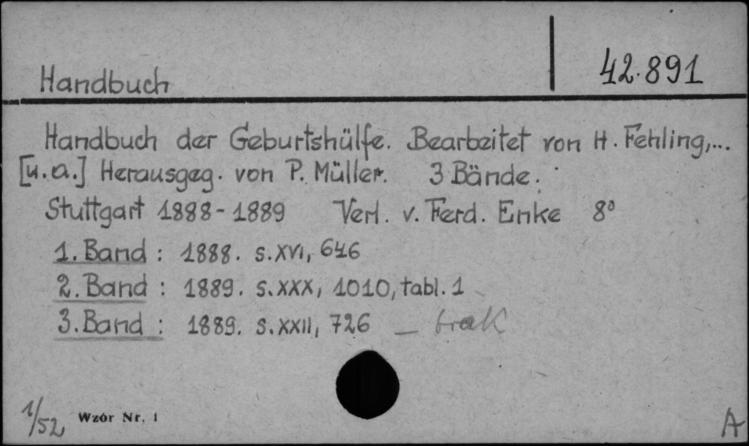 Handbuch
42.891
Handbuch der Geburtshülfe. Bearbeitet von H. Fehling,...
[u.a.] Herausgeg. von P. Müller. 3 Bände.
Stuttgart 1888-1889 Verl. v. Ferd. Enke 8°
1. Band : 1888. s.XVI, 646
2. Band : 1889. s.XXX, 1010, tabl. 1
3. Band : 1889. s.XXII, 726 — brak
1/52 Wzór Nr. 1
A